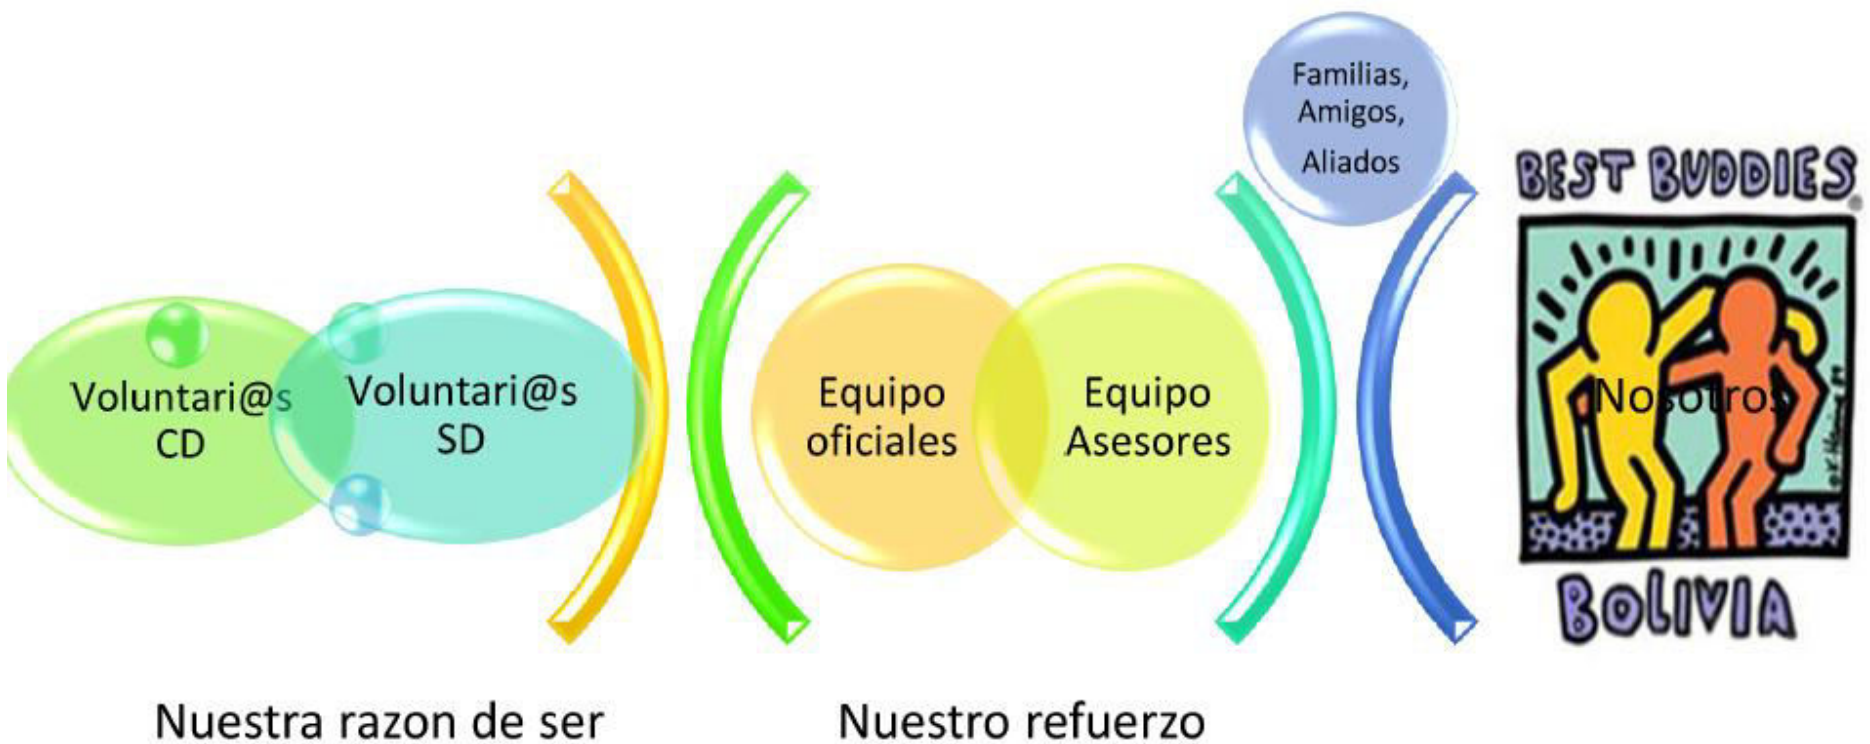 Familias,
Amigos,
Aliados
BEST BUDDIES®
Voluntari@s
CD
Voluntari@s
SD
Equipo
oficiales
Equipo
Asesores
Nosotros
BOLIVIA
Nuestra razon de ser
Nuestro refuerzo